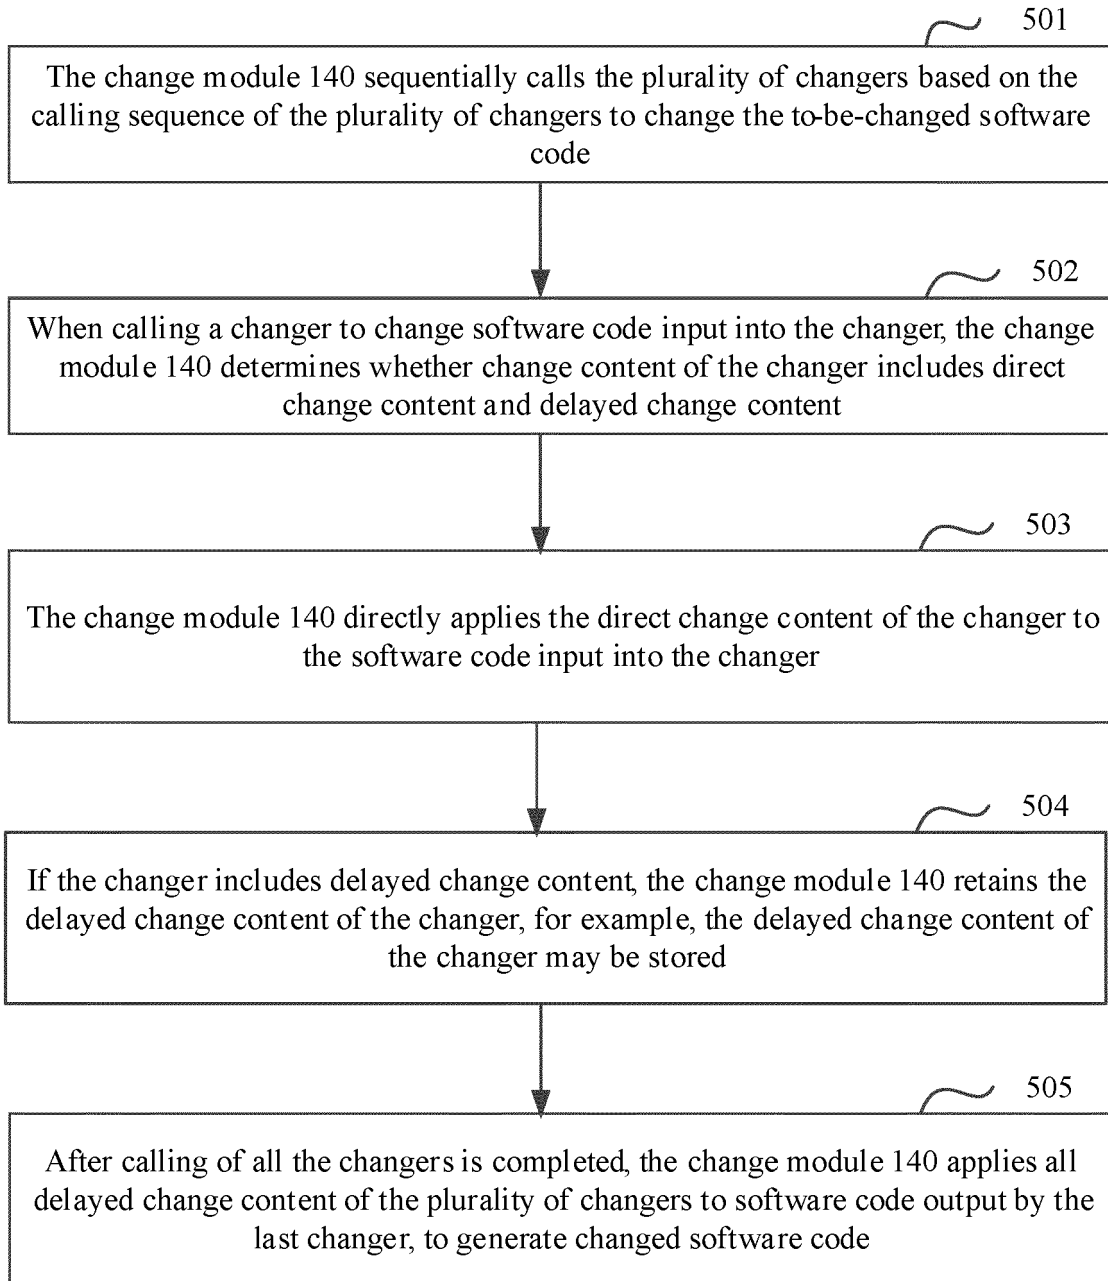 501
The change module 140 sequentially calls the plurality of changers based on the
calling sequence of the plurality of changers to change the to-be-changed software
code
502
When calling a changer to change software code input into the changer, the change
module 140 determines whether change content of the changer includes direct
change content and delayed change content
503
The change module 140 directly applies the direct change content of the changer to
the software code input into the changer
504
If the changer includes delayed change content, the change module 140 retains the
delayed change content of the changer, for example, the delayed change content of
the changer may be stored
505
After calling of all the changers is completed, the change module 140 applies all
delayed change content of the plurality of changers to software code output by the
last changer, to generate changed software code